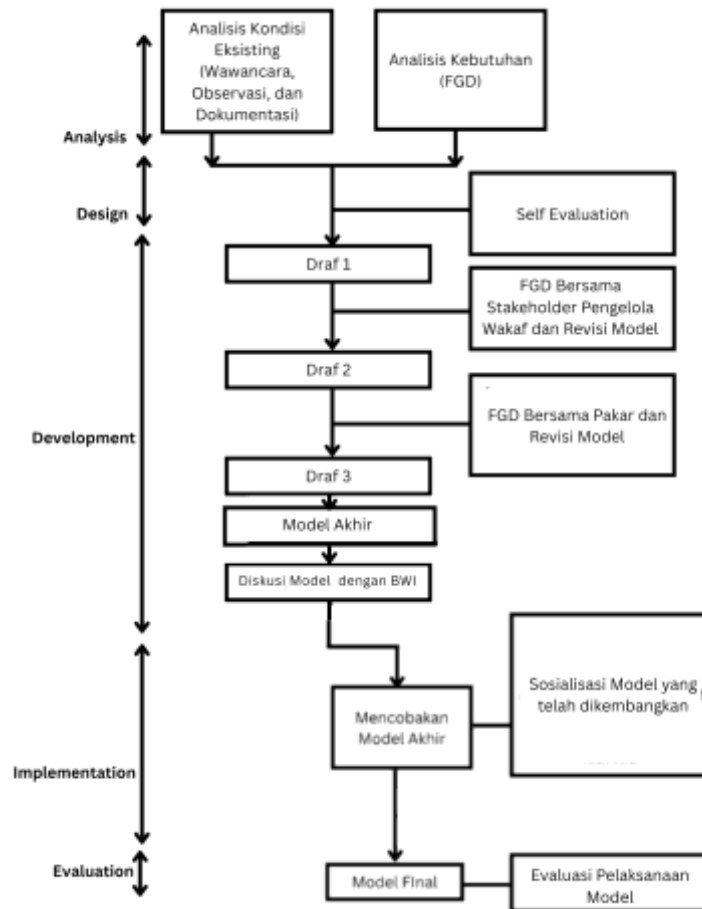 Analisis Kondisi
Eksisting
(Wawancara,
Observasi, dan
Dokumentasi)
Analisis Kebutuhan
(FGD)
Analysis
Design
Self Evaluation
Draf 1
FGD Bersama
Stakeholder Pengelola
Wakaf dan Revisi Model
Draf 2
FGD Bersama Pakar dan
Revisi Model
Development
Draf 3
Model Akhir
Diskusi Model dengan BWI
Sosialisasi Model yang
telah dikembangkan
Mencobakan
Model Akhir
Implementation
Evaluation
Model FInal
Evaluasi Pelaksanaan
Model